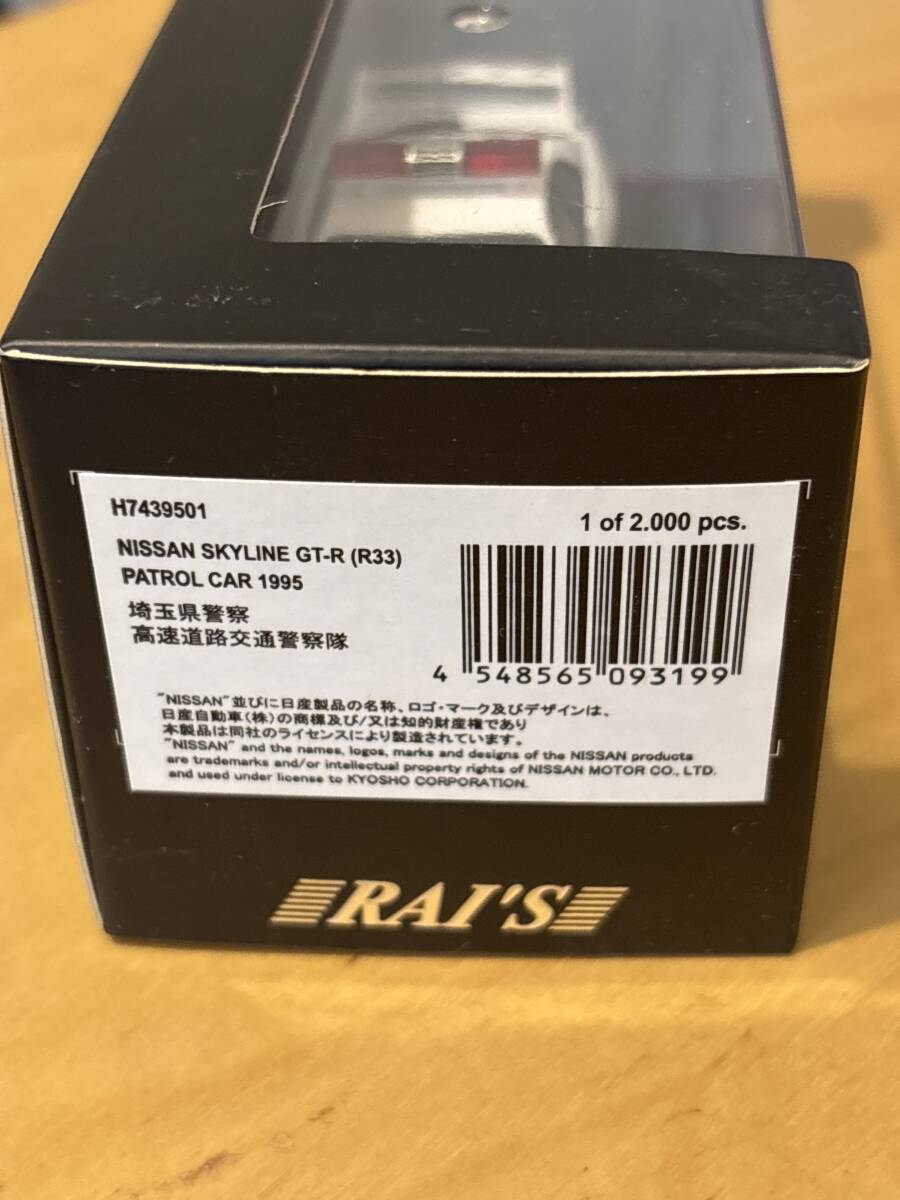 H7439501
1 of 2.000 pcs.
NISSAN SKYLINE GT-R (R33)
PATROL CAR 1995
埼玉県警察
高速道路交通警察隊
4 548565 093199
"NISSAN"並びに日産製品の名称、ロゴ・マーク及びデザインは、
日産自動車(株)の商標及び/又は知的財産権であり
本製品は同社のライセンスにより製造されています。
"NISSAN" and the names, logos, marks and designs of the NISSAN products
are trademarks and/or intellectual property rights of NISSAN MOTOR CO., LTD.
and used under license to KYOSHO CORPORATION.
RAI'S